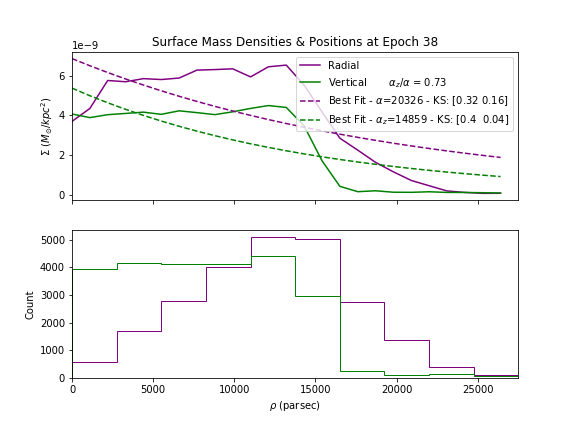 Surface Mass Densities & Positions at Epoch 38
1e−9
6
4
2
0
Σ (M⊙/kpc²)
Radial
Vertical α_z/α = 0.73
Best Fit - α=20326 - KS: [0.32 0.16]
Best Fit - α_z=14859 - KS: [0.4 0.04]
5000
4000
3000
2000
1000
0
Count
0 5000 10000 15000 20000 25000
ρ (parsec)